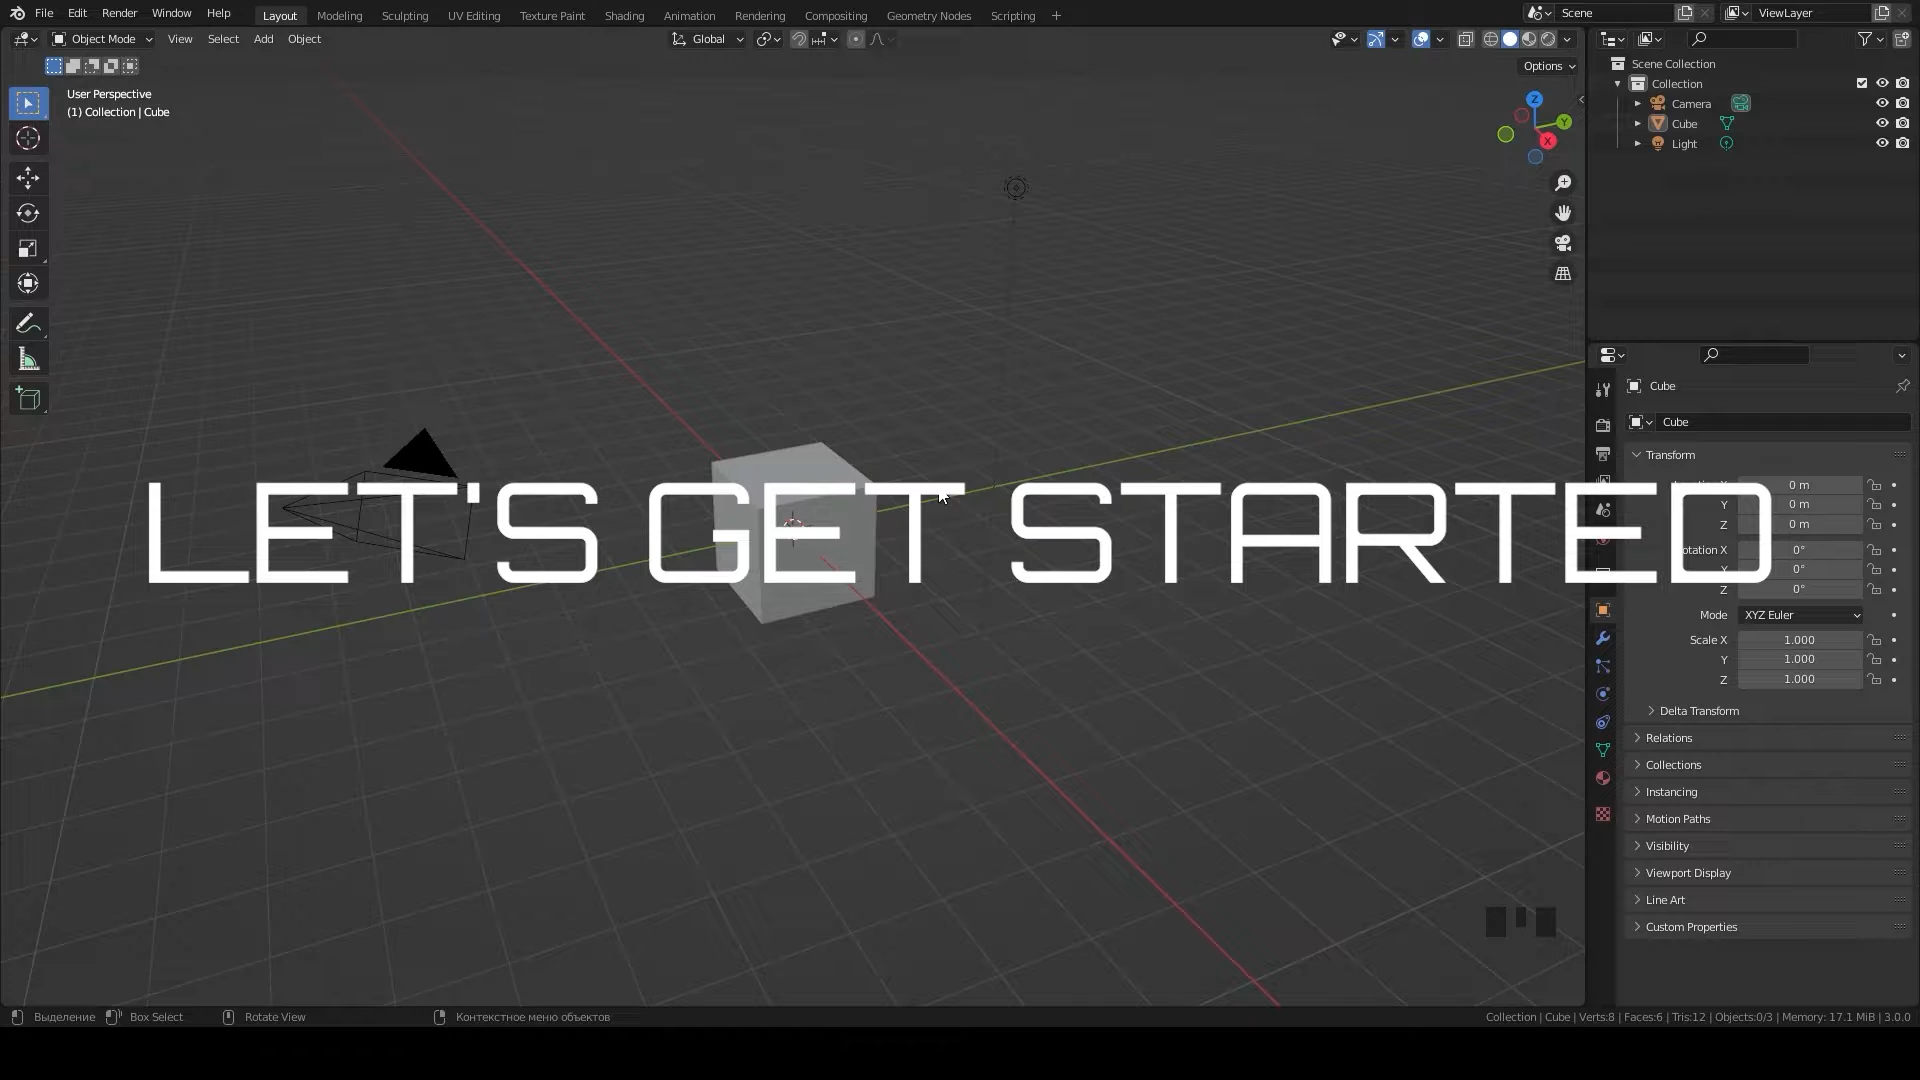 File Edit Render Window Help Layout Modeling Sculpting UV Editing Texture Paint Shading Animation Rendering Compositing Geometry Nodes Scripting + Scene ViewLayer
Object Mode View Select Add Object Global
Options
User Perspective
(1) Collection | Cube
Z
Y
X
Scene Collection
Collection
Camera
Cube
Light
Cube
Cube
Transform
0 m
Y 0 m
Z 0 m
LET'S GET STARTED
otation X 0°
Y 0°
Z 0°
Mode XYZ Euler
Scale X 1.000
Y 1.000
Z 1.000
Delta Transform
Relations
Collections
Instancing
Motion Paths
Visibility
Viewport Display
Line Art
Custom Properties
Выделение Box Select Rotate View Контекстное меню объектов Collection | Cube | Verts:8 | Faces:6 | Tris:12 | Objects:0/3 | Memory: 17.1 MiB | 3.0.0